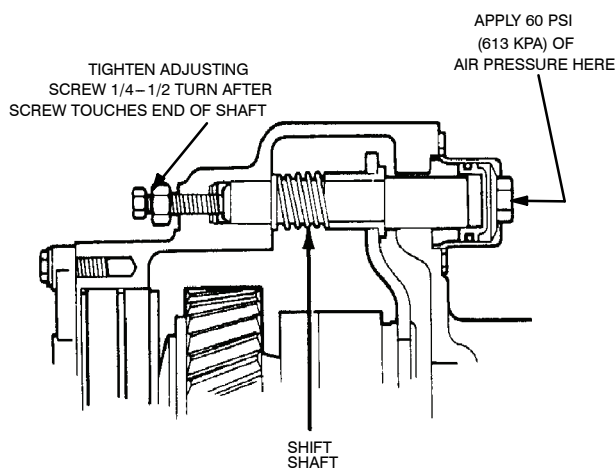 APPLY 60 PSI
(613 KPA) OF
AIR PRESSURE HERE
TIGHTEN ADJUSTING
SCREW 1/4–1/2 TURN AFTER
SCREW TOUCHES END OF SHAFT
SHIFT
SHAFT